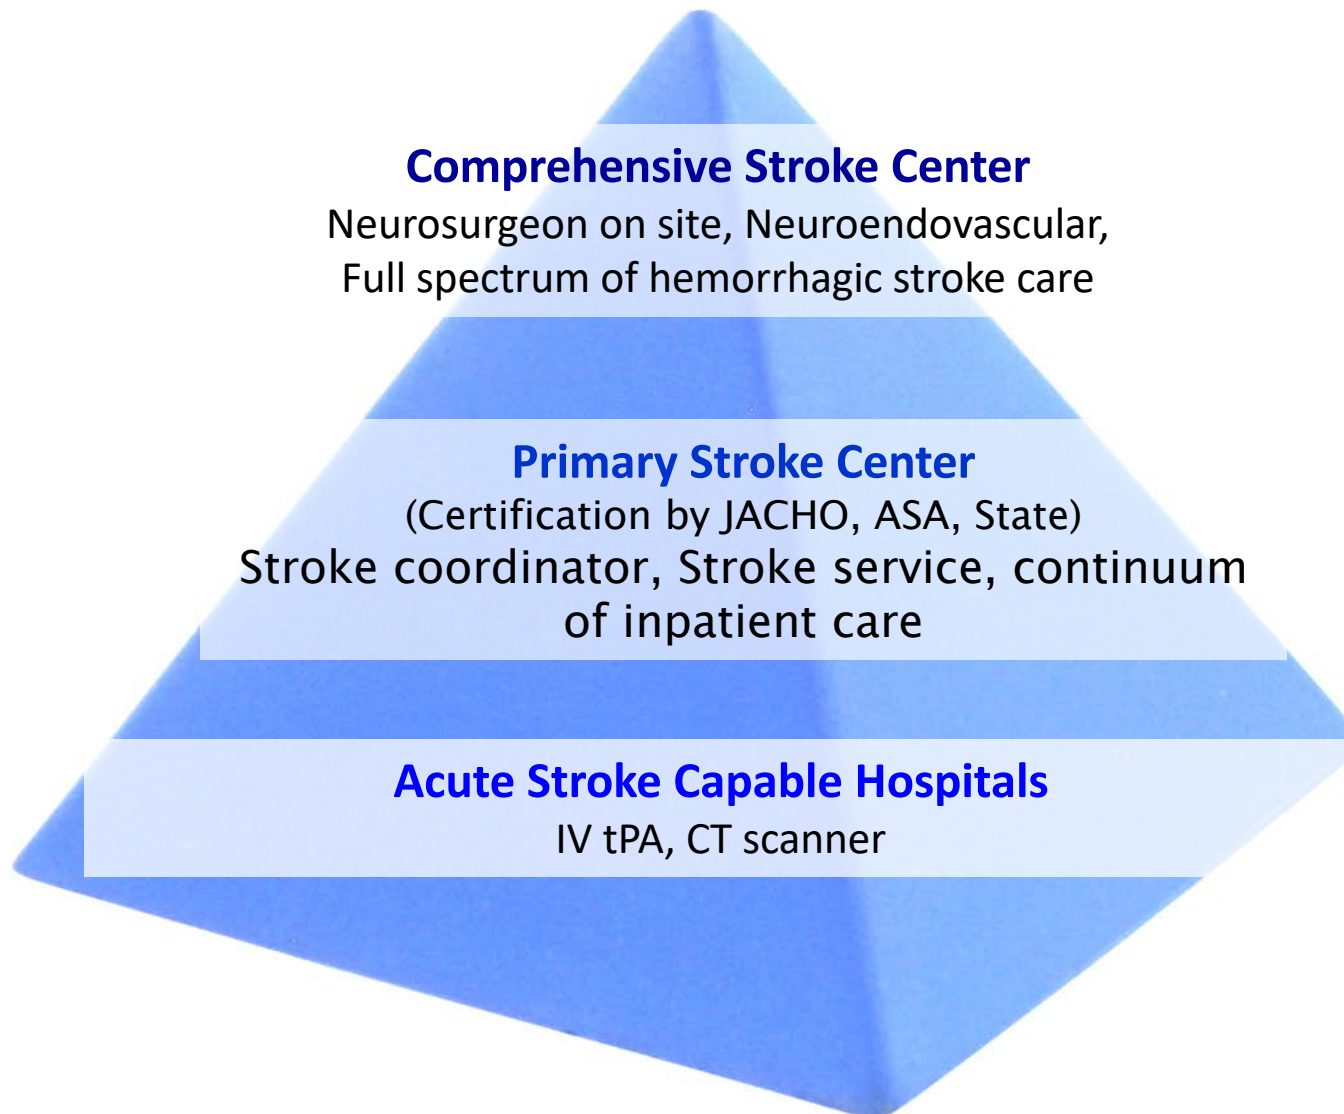 Comprehensive Stroke Center
Neurosurgeon on site, Neuroendovascular,
Full spectrum of hemorrhagic stroke care
Primary Stroke Center
(Certification by JACHO, ASA, State)
Stroke coordinator, Stroke service, continuum
of inpatient care
Acute Stroke Capable Hospitals
IV tPA, CT scanner